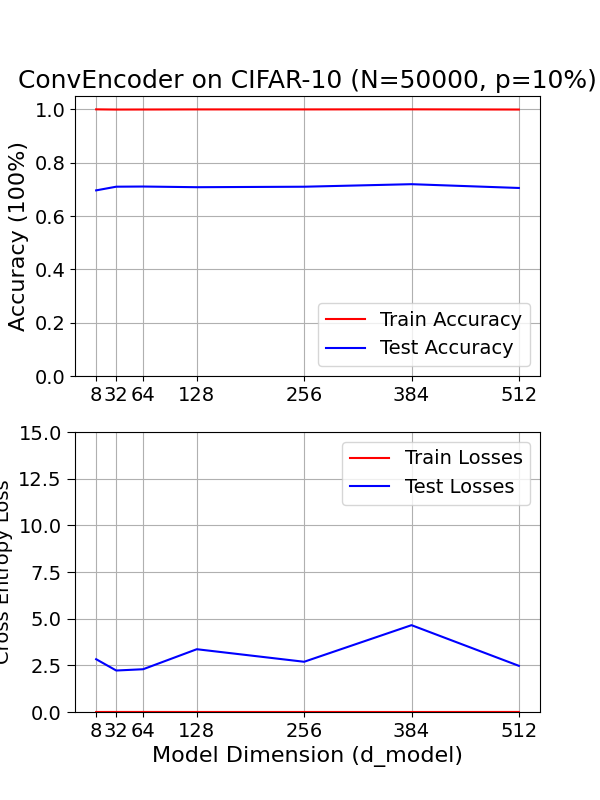 ConvEncoder on CIFAR-10 (N=50000, p=10%)
Accuracy (100%)
1.0
0.8
0.6
0.4
0.2
0.0
Train Accuracy
Test Accuracy
8 32 64 128 256 384 512
Cross Entropy Loss
15.0
12.5
10.0
7.5
5.0
2.5
0.0
Train Losses
Test Losses
8 32 64 128 256 384 512
Model Dimension (d_model)